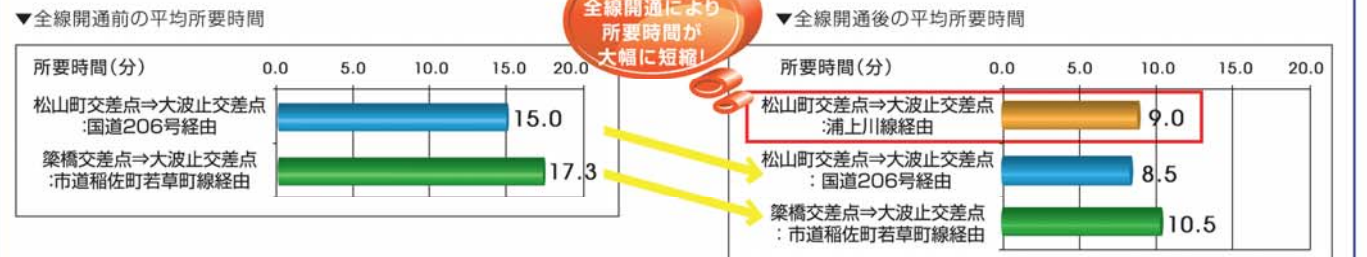 ▼全線開通前の平均所要時間
所要時間(分)
0.0 5.0 10.0 15.0 20.0
松山町交差点⇒大波止交差点
:国道206号経由
15.0
簗橋交差点⇒大波止交差点
:市道稲佐町若草町線経由
17.3
全線開通により
所要時間が
大幅に短縮!
▼全線開通後の平均所要時間
所要時間(分)
0.0 5.0 10.0 15.0 20.0
松山町交差点⇒大波止交差点
:浦上川線経由
9.0
松山町交差点⇒大波止交差点
:国道206号経由
8.5
簗橋交差点⇒大波止交差点
:市道稲佐町若草町線経由
10.5